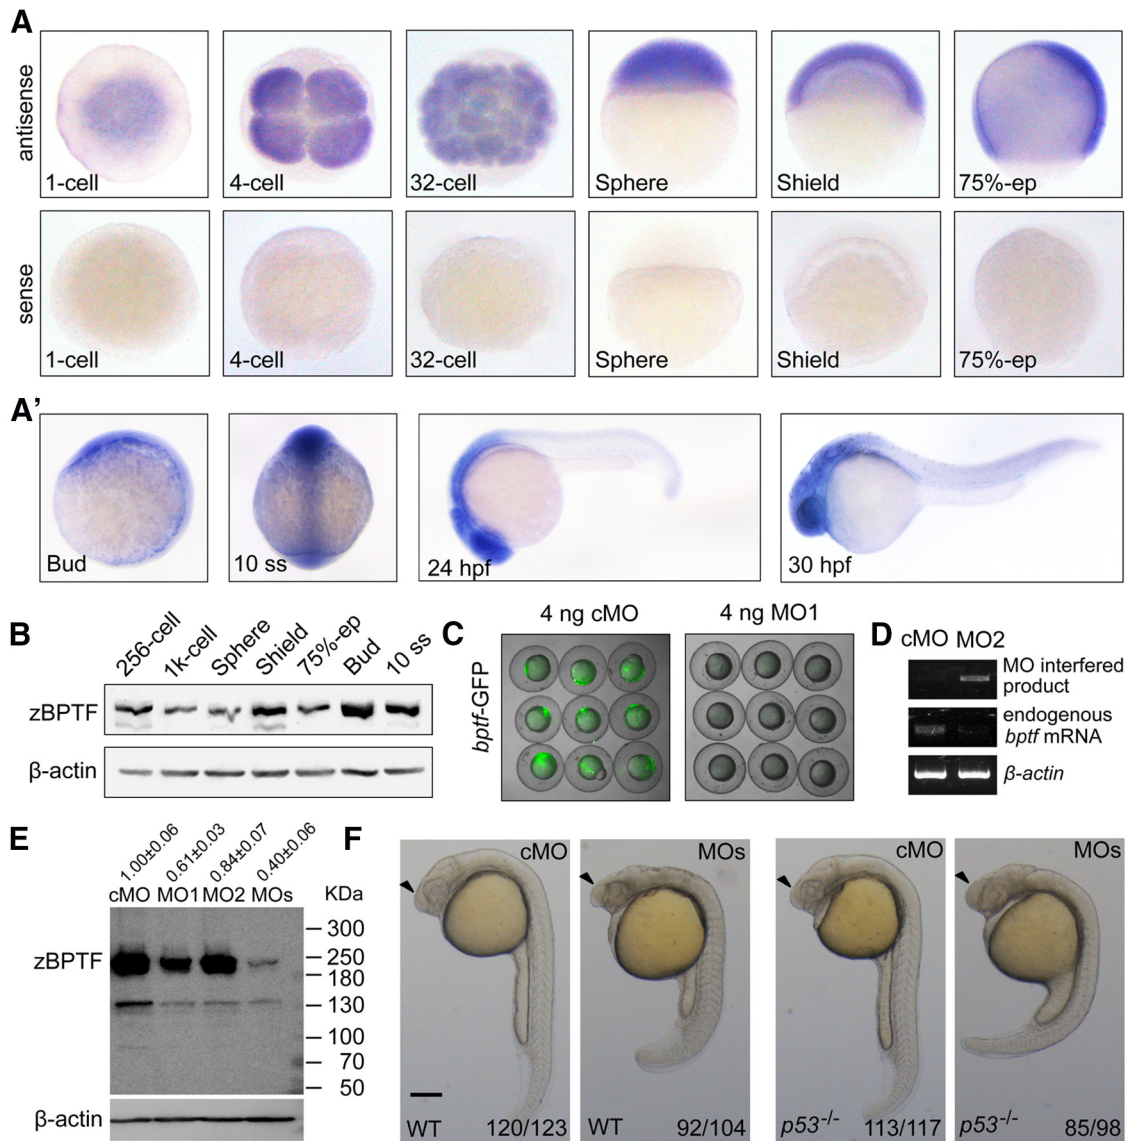 A
antisense
1-cell
4-cell
32-cell
Sphere
Shield
75%-ep
sense
1-cell
4-cell
32-cell
Sphere
Shield
75%-ep
A'
Bud
10 ss
24 hpf
30 hpf
B
256-cell
1k-cell
Sphere
Shield
75%-ep
Bud
10 ss
zBPTF
β-actin
C
4 ng cMO
4 ng MO1
bptf-GFP
D
cMO MO2
MO interfered
product
endogenous
bptf mRNA
β-actin
E
1.00±0.06
0.61±0.03
0.84±0.07
0.40±0.06
cMO MO1 MO2 MOs
KDa
zBPTF
300
250
180
130
100
70
50
β-actin
F
cMO
WT 120/123
MOs
WT 92/104
cMO
p53-/- 113/117
MOs
p53-/- 85/98